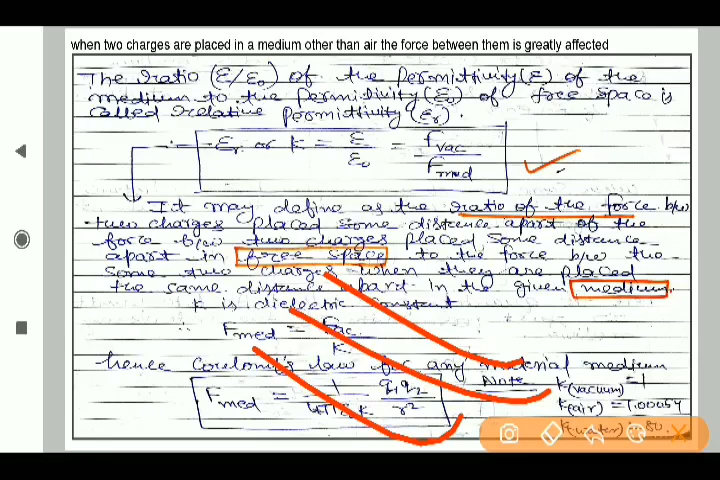 when two charges are placed in a medium other than air the force between them is greatly affected
The ratio (ε/ε₀) of the permittivity (ε) of the
medium to the permittivity (ε₀) of free space is
called relative permittivity (εr).
εr or k = ε/ε₀ = Fvac/Fmed
It may define as the ratio of the force b/w
two charges placed some distance apart of the
force b/w two charges placed some distance
apart in free space to the force b/w two
same two charges when they are placed
the same distance apart in the given medium.
k is dielectric constant
∴ Fmed = Fvac/k
hence Coulomb's law for any material medium
Fmed = 1/4πε₀k q₁q₂/r²
Note
k(vacuum) = 1
k(air) = 1.00054
k(water) = 80